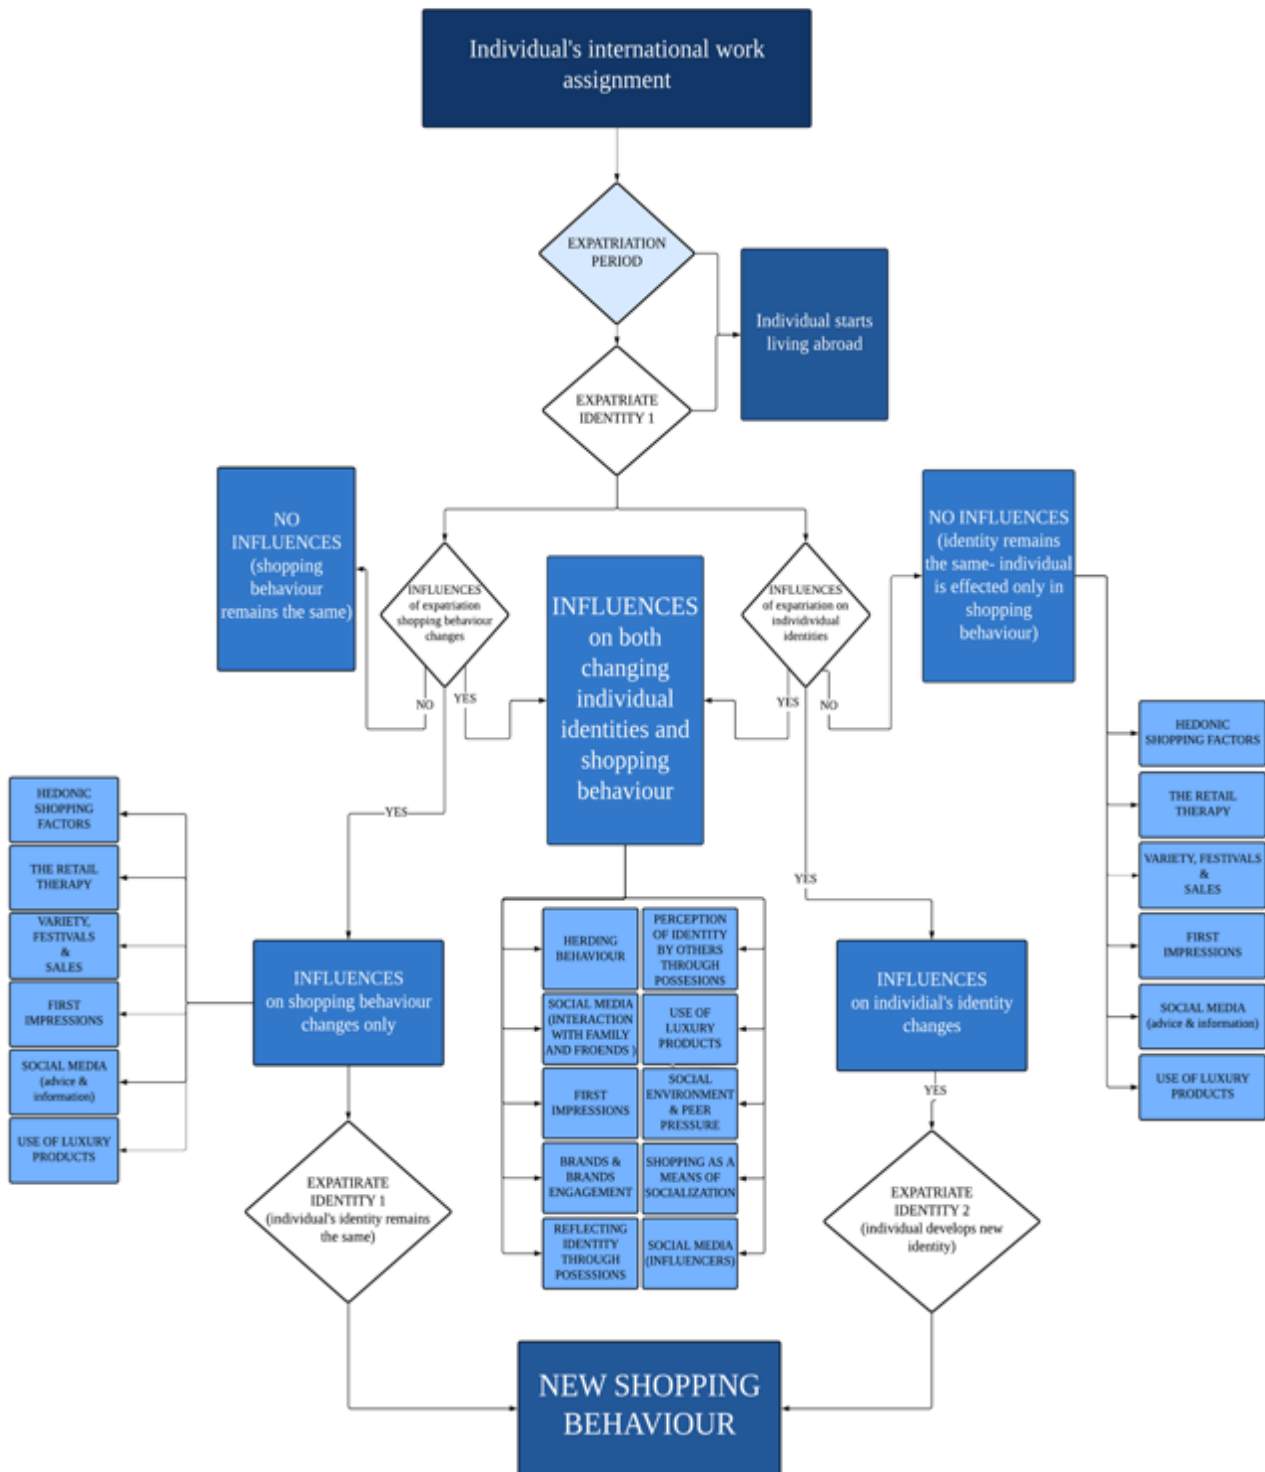 Individual's international work
assignment
EXPATRIATION
PERIOD
Individual starts
living abroad
EXPATRIATE
IDENTITY 1
NO
INFLUENCES
(shopping
behaviour
remains the same)
INFLUENCES
of expatriation
shopping behaviour
changes
INFLUENCES
on both
changing
individual
identities and
shopping
behaviour
INFLUENCES
of expatriation on
individividual
identities
NO INFLUENCES
(identity remains
the same- individual
is effected only in
shopping
behaviour)
NO
YES
YES
NO
YES
YES
HEDONIC
SHOPPING FACTORS
THE RETAIL
THERAPY
VARIETY, FESTIVALS
&
SALES
FIRST
IMPRESSIONS
SOCIAL MEDIA
(advice & information)
USE OF LUXURY
PRODUCTS
HEDONIC
SHOPPING
FACTORS
THE RETAIL
THERAPY
VARIETY,
FESTIVALS
&
SALES
FIRST
IMPRESSIONS
SOCIAL MEDIA
(advice &
information)
USE OF LUXURY
PRODUCTS
INFLUENCES
on shopping behaviour
changes only
HERDING
BEHAVIOUR
PERCEPTION
OF IDENTITY
BY OTHERS
THROUGH
POSSESIONS
SOCIAL MEDIA
(INTERACTION
WITH FAMILY
AND FROENDS )
USE OF
LUXURY
PRODUCTS
FIRST
IMPRESSIONS
SOCIAL
ENVIRONMENT
& PEER
PRESSURE
BRANDS &
BRANDS
ENGAGEMENT
SHOPPING AS A
MEANS OF
SOCIALIZATION
REFLECTING
IDENTITY
THROUGH
POSESSIONS
SOCIAL MEDIA
(INFLUENCERS)
INFLUENCES
on individial's identity
changes
YES
EXPATIRATE
IDENTITY 1
(individual's identity remains
the same)
EXPATRIATE
IDENTITY 2
(individual develops new
identity)
NEW SHOPPING
BEHAVIOUR